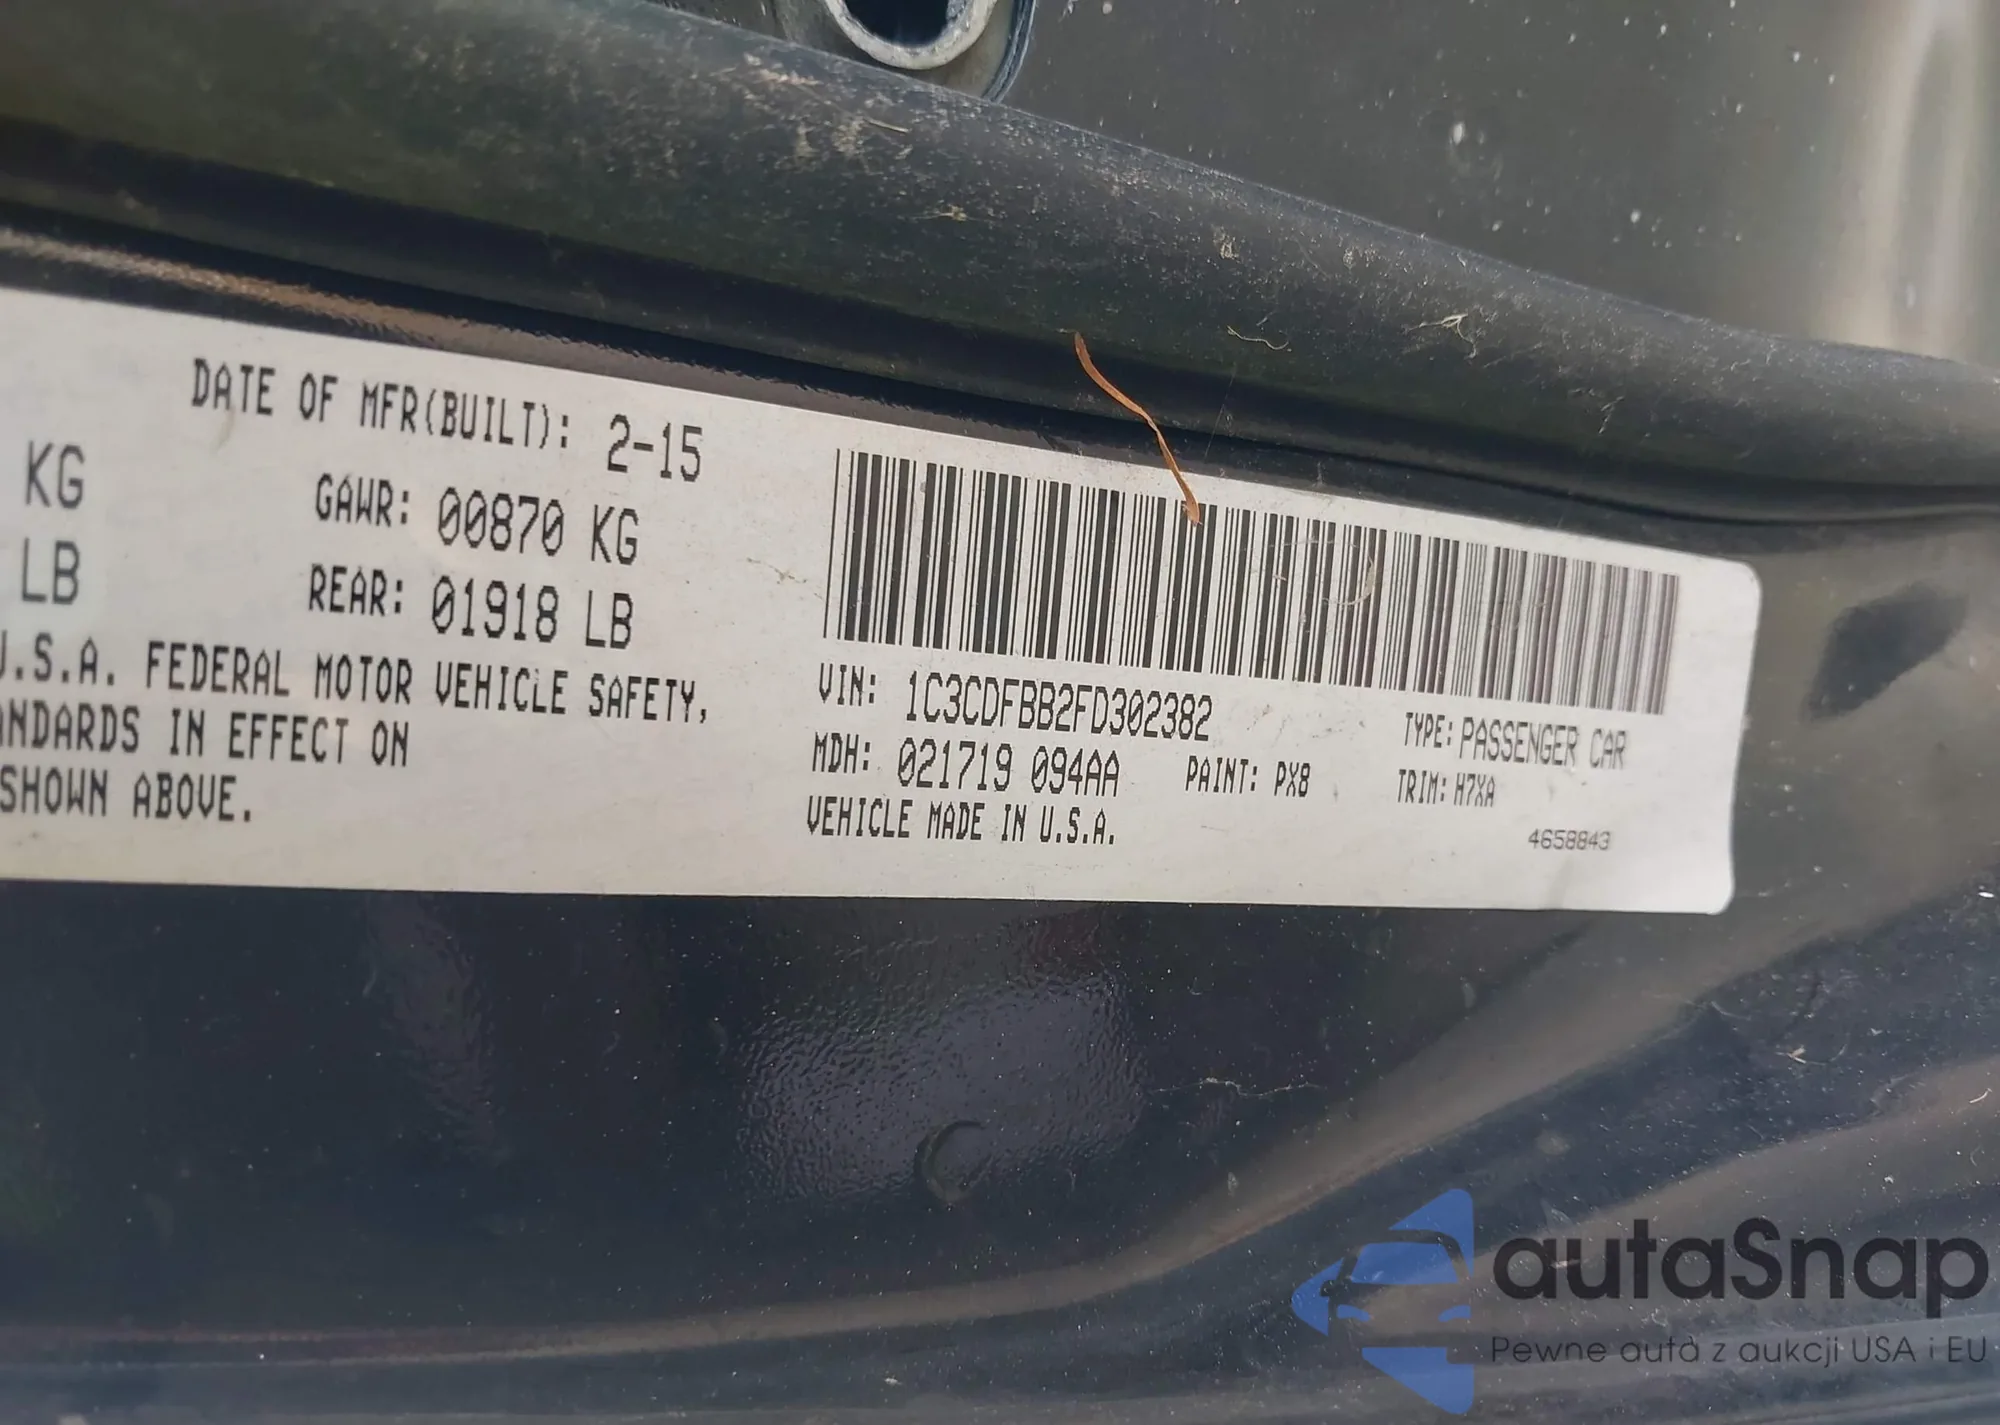 DATE OF MFR(BUILT): 2-15
KG GAWR: 00870 KG
LB REAR: 01918 LB
U.S.A. FEDERAL MOTOR VEHICLE SAFETY,
ANDARDS IN EFFECT ON
SHOWN ABOVE.
VIN: 1C3CDFBB2FD302382
TYPE: PASSENGER CAR
MDH: 021719 094AA PAINT: PX8 TRIM: H7XA
VEHICLE MADE IN U.S.A.
4658843
autaSnap
Pewne auta z aukcji USA i EU